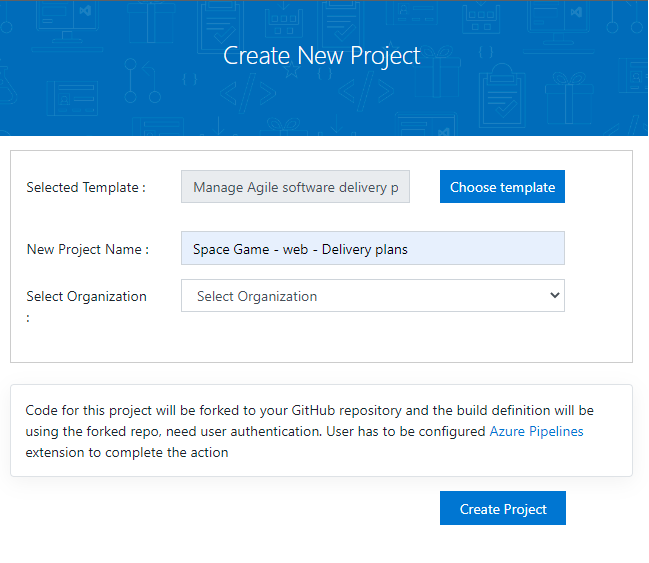 Create New Project
Selected Template :
Manage Agile software delivery p
Choose template
New Project Name :
Space Game - web - Delivery plans
Select Organization
:
Select Organization
Code for this project will be forked to your GitHub repository and the build definition will be
using the forked repo, need user authentication. User has to be configured Azure Pipelines
extension to complete the action
Create Project